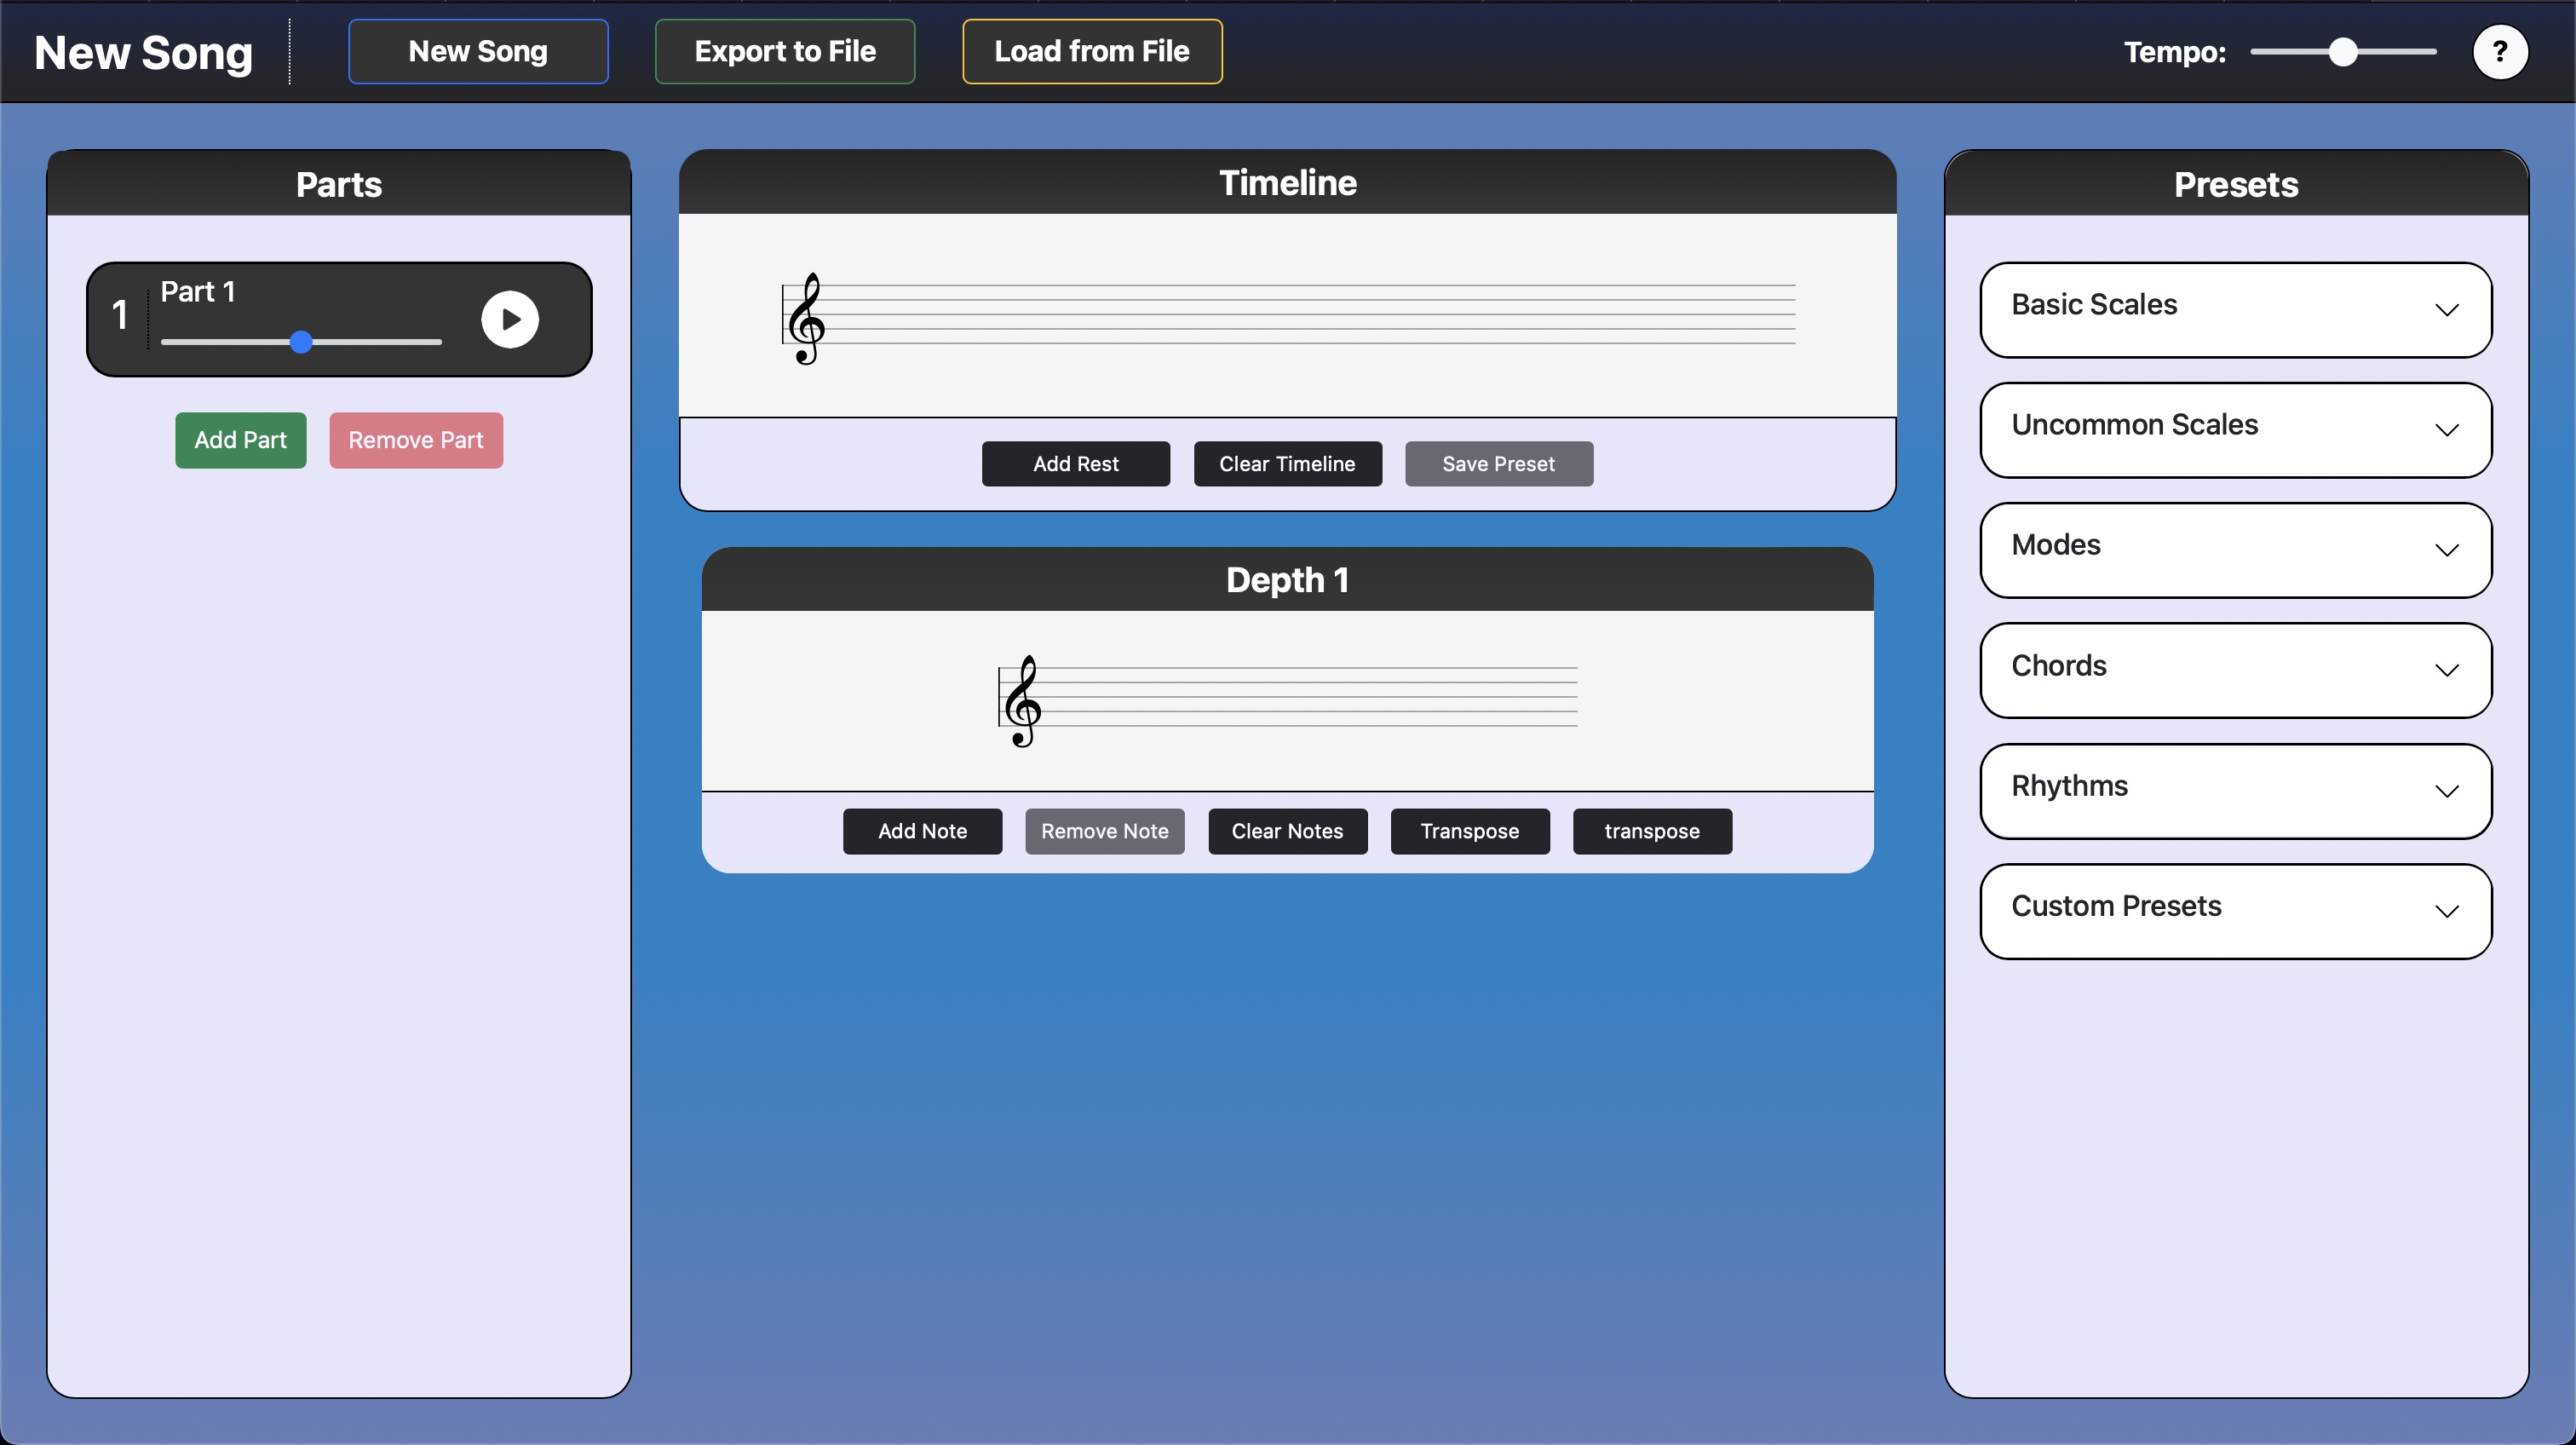 New Song
New Song
Export to File
Load from File
Tempo:
?
Parts
1
Part 1
Add Part
Remove Part
Timeline
Add Rest
Clear Timeline
Save Preset
Depth 1
Add Note
Remove Note
Clear Notes
Transpose
transpose
Presets
Basic Scales
Uncommon Scales
Modes
Chords
Rhythms
Custom Presets